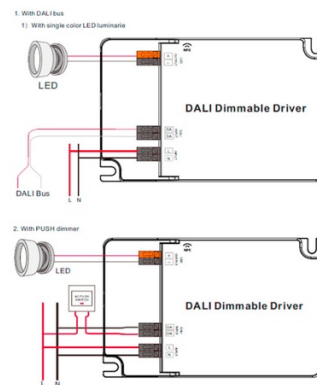 1. With DALI bus
1) With single color LED luminarie
LED
DALI Dimmable Driver
DALI Bus
L N
2. With PUSH dimmer
LED
DALI Dimmable Driver
L N